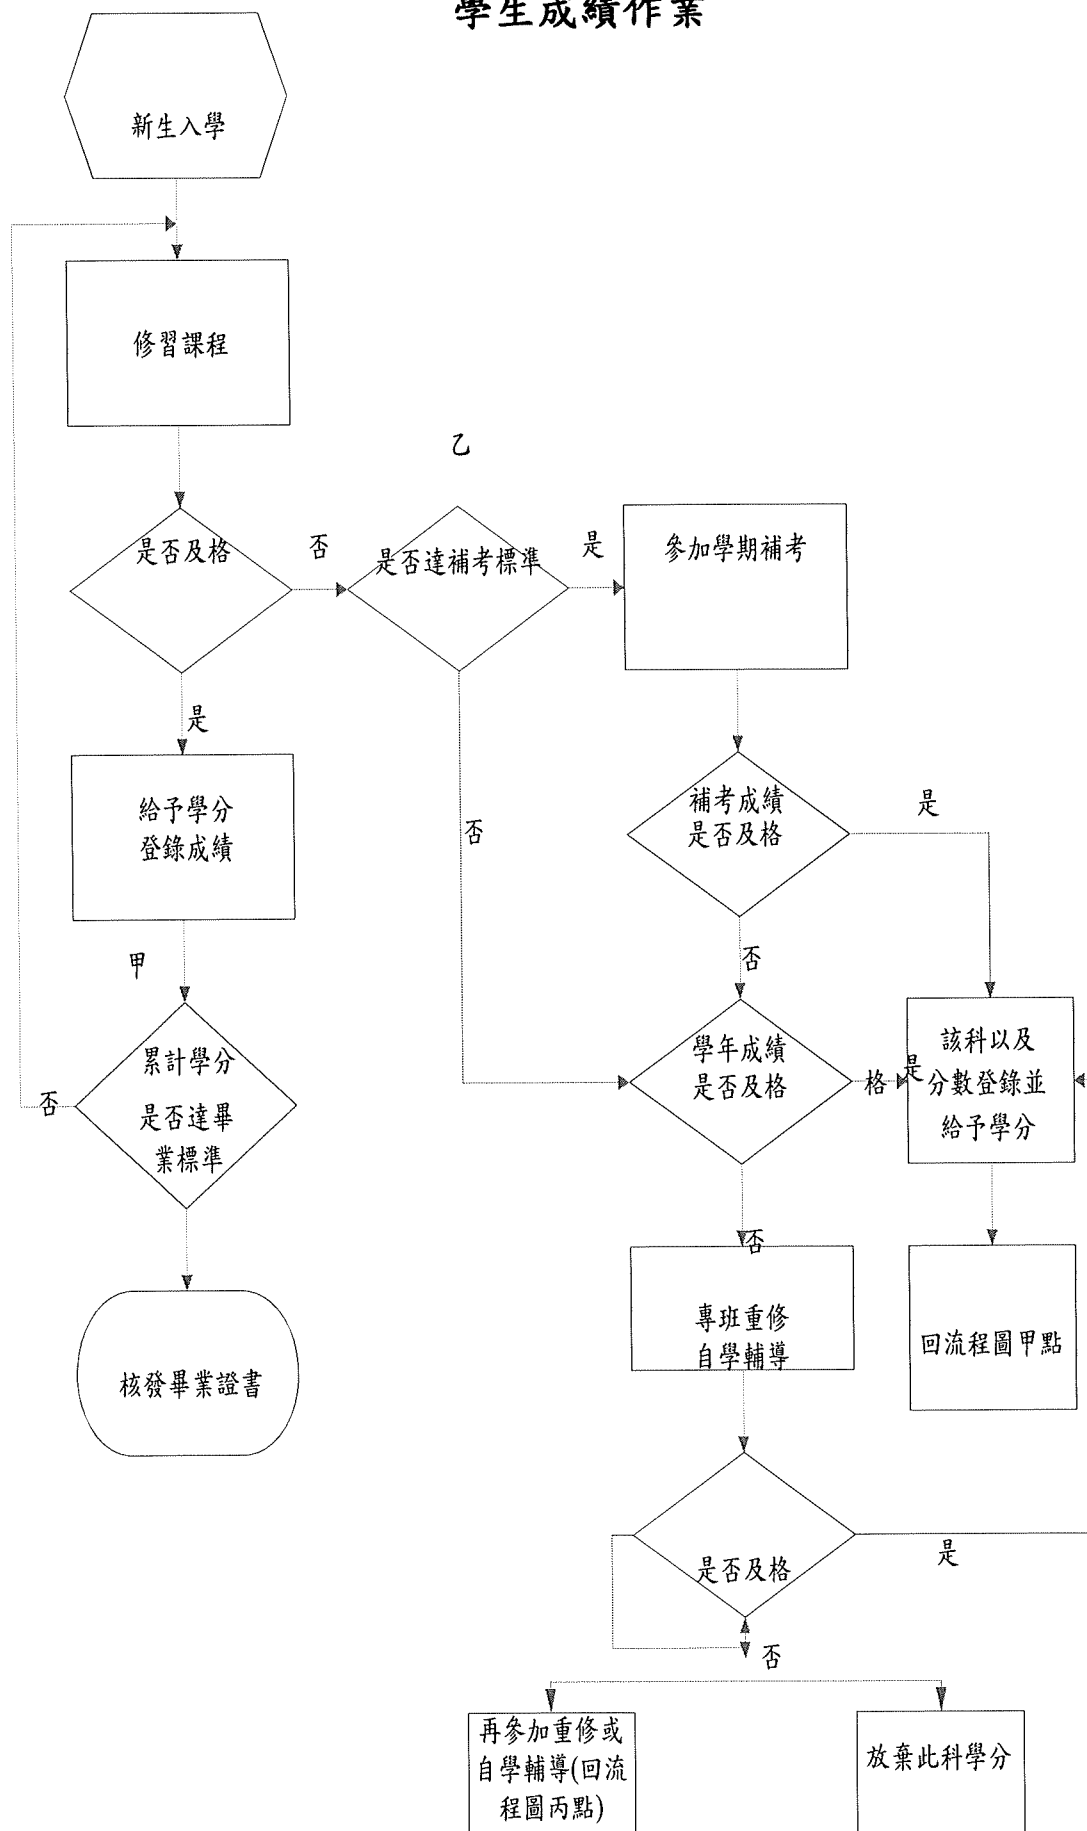 學生成績作業
新生入學
修習課程
乙
是否及格
否
是否達補考標準
是
參加學期補考
是
給予學分
登錄成績
否
補考成績
是否及格
是
甲
否
累計學分
是否達畢
業標準
否
學年成績
是否及格
格
是
該科以及
分數登錄並
給予學分
否
專班重修
自學輔導
回流程圖甲點
核發畢業證書
是否及格
是
否
再參加重修或
自學輔導(回流
程圖丙點)
放棄此科學分